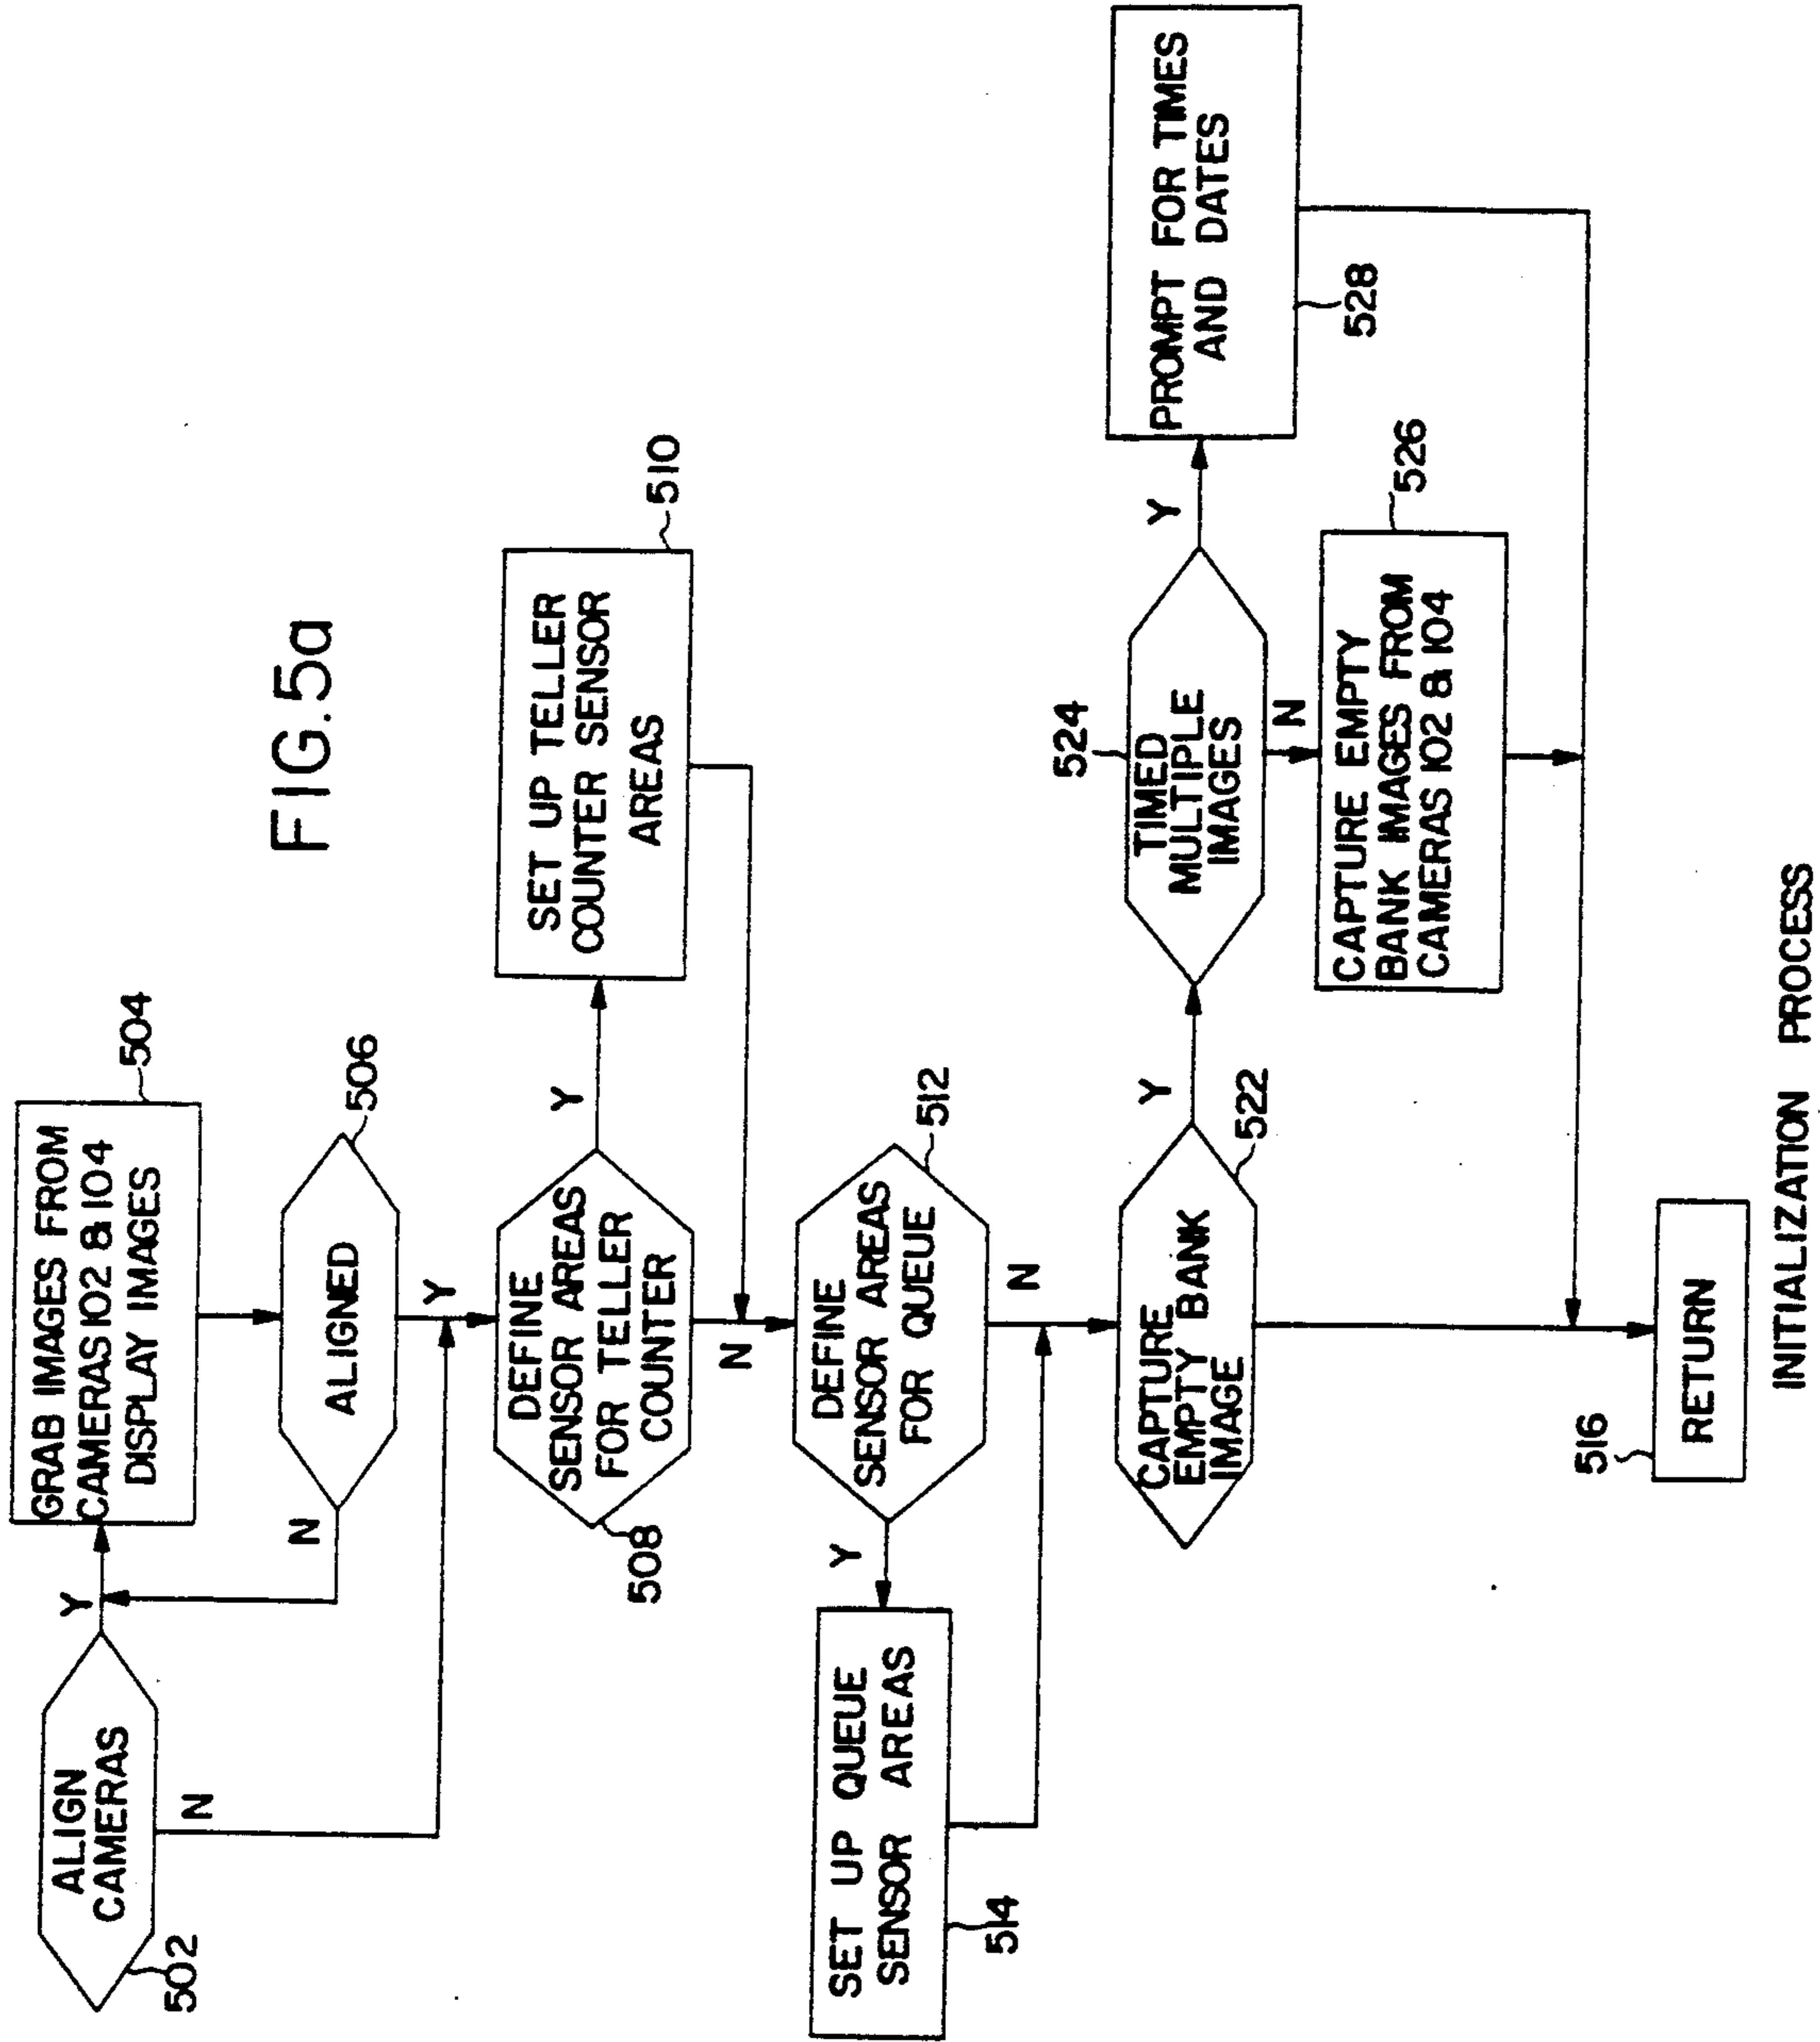 FIG.5a
ALIGN
CAMERAS
502
Y
N
GRAB IMAGES FROM
CAMERAS 102 & 104
DISPLAY IMAGES
504
ALIGNED
506
N
Y
DEFINE
SENSOR AREAS
FOR TELLER
COUNTER
508
Y
N
SET UP TELLER
COUNTER SENSOR
AREAS
510
DEFINE
SENSOR AREAS
FOR QUEUE
512
Y
N
SET UP QUEUE
SENSOR AREAS
514
CAPTURE
EMPTY BANK
IMAGE
522
Y
TIMED
MULTIPLE
IMAGES
524
Y
N
PROMPT FOR TIMES
AND DATES
528
CAPTURE EMPTY
BANK IMAGES FROM
CAMERAS 102 & 104
526
RETURN
516
INITIALIZATION PROCESS